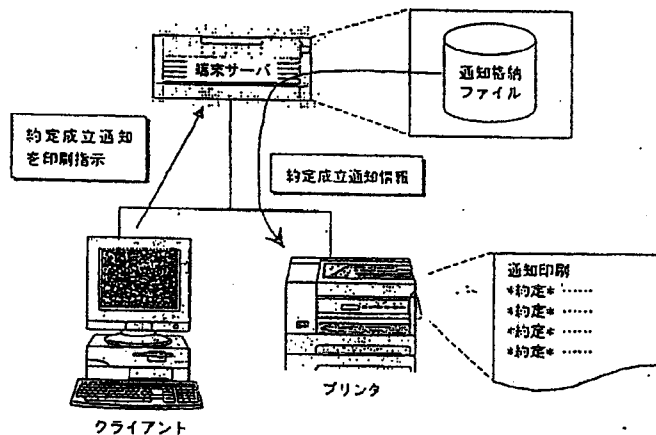 端末サーバ
通知格納
ファイル
約定成立通知
を印刷指示
約定成立通知情報
通知印刷
*約定* ……
*約定* ……
*約定* ……
*約定* ……
プリンタ
クライアント